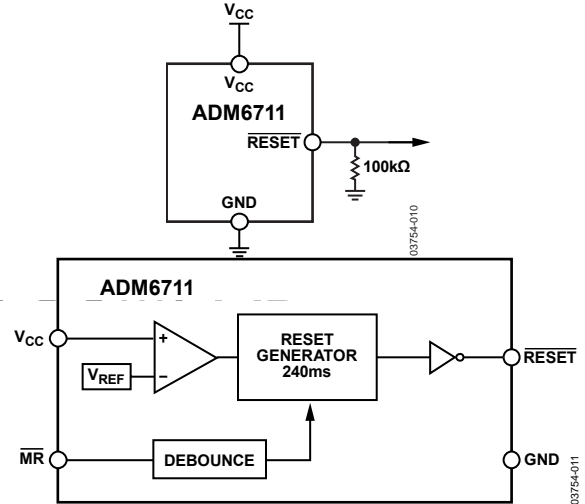 VCC
VCC
ADM6711
RESET
100kΩ
GND
03754-010
ADM6711
VCC
+
VREF
−
RESET
GENERATOR
240ms
RESET
MR
DEBOUNCE
GND
03754-011